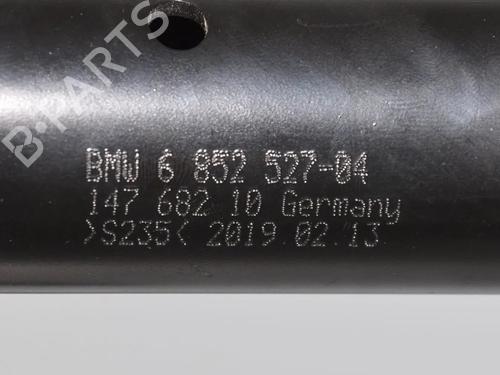 B-PARTS
BMW 6 852 527-04
147 682 10 Germany
>S235< 2019 02 13